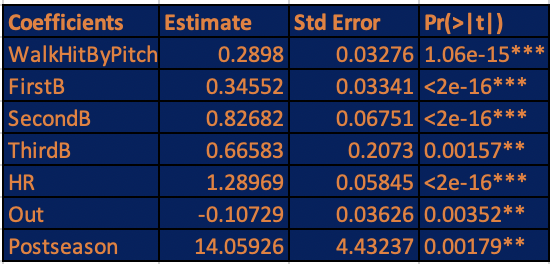 Coefficients Estimate Std Error Pr(>|t|)
WalkHitByPitch 0.2898 0.03276 1.06e-15***
FirstB 0.34552 0.03341 <2e-16***
SecondB 0.82682 0.06751 <2e-16***
ThirdB 0.66583 0.2073 0.00157**
HR 1.28969 0.05845 <2e-16***
Out -0.10729 0.03626 0.00352**
Postseason 14.05926 4.43237 0.00179**